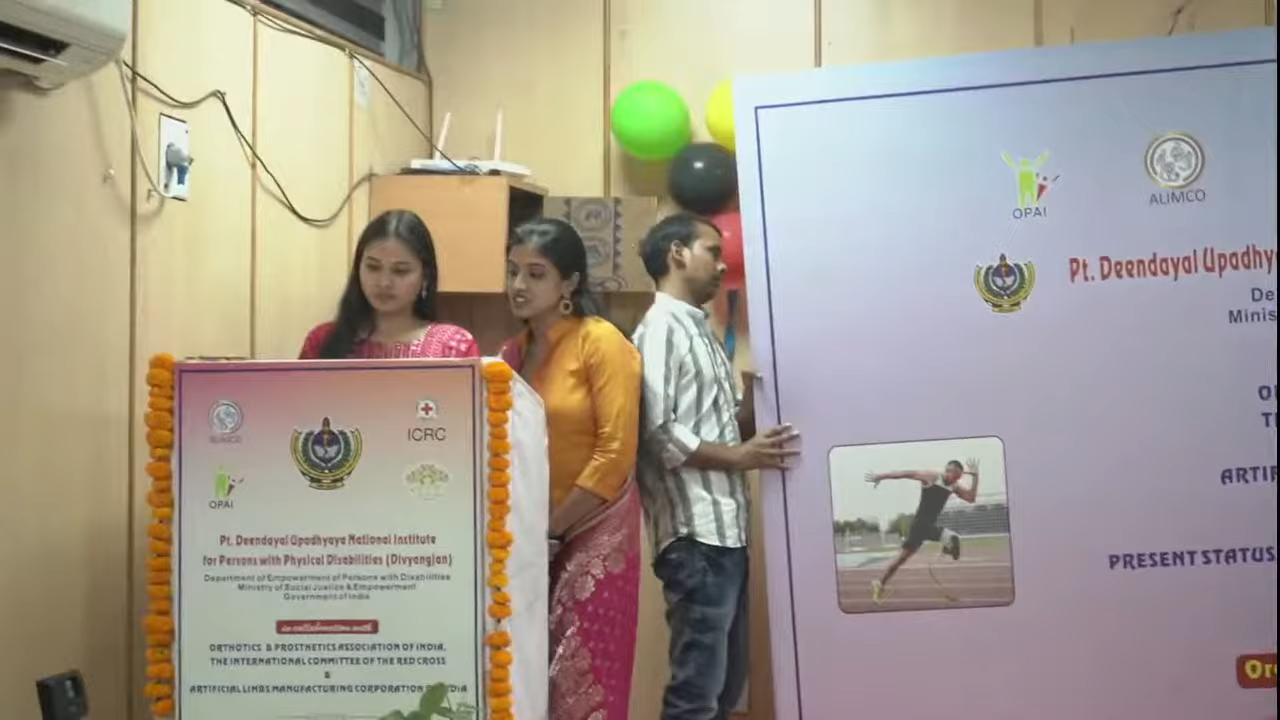 ALIMCO
ICRC
OPAI
Pt. Deendayal Upadhyaya National Institute
for Persons with Physical Disabilities (Divyangjan)
Department of Empowerment of Persons with Disabilities
Ministry of Social Justice & Empowerment
Government of India
in collaboration with
ORTHOTICS & PROSTHETICS ASSOCIATION OF INDIA,
THE INTERNATIONAL COMMITTEE OF THE RED CROSS
&
ARTIFICIAL LIMBS MANUFACTURING CORPORATION
OPAI
ALIMCO
Pt. Deendayal Upadhy
De
Minis
ARTIF
PRESENT STATUS